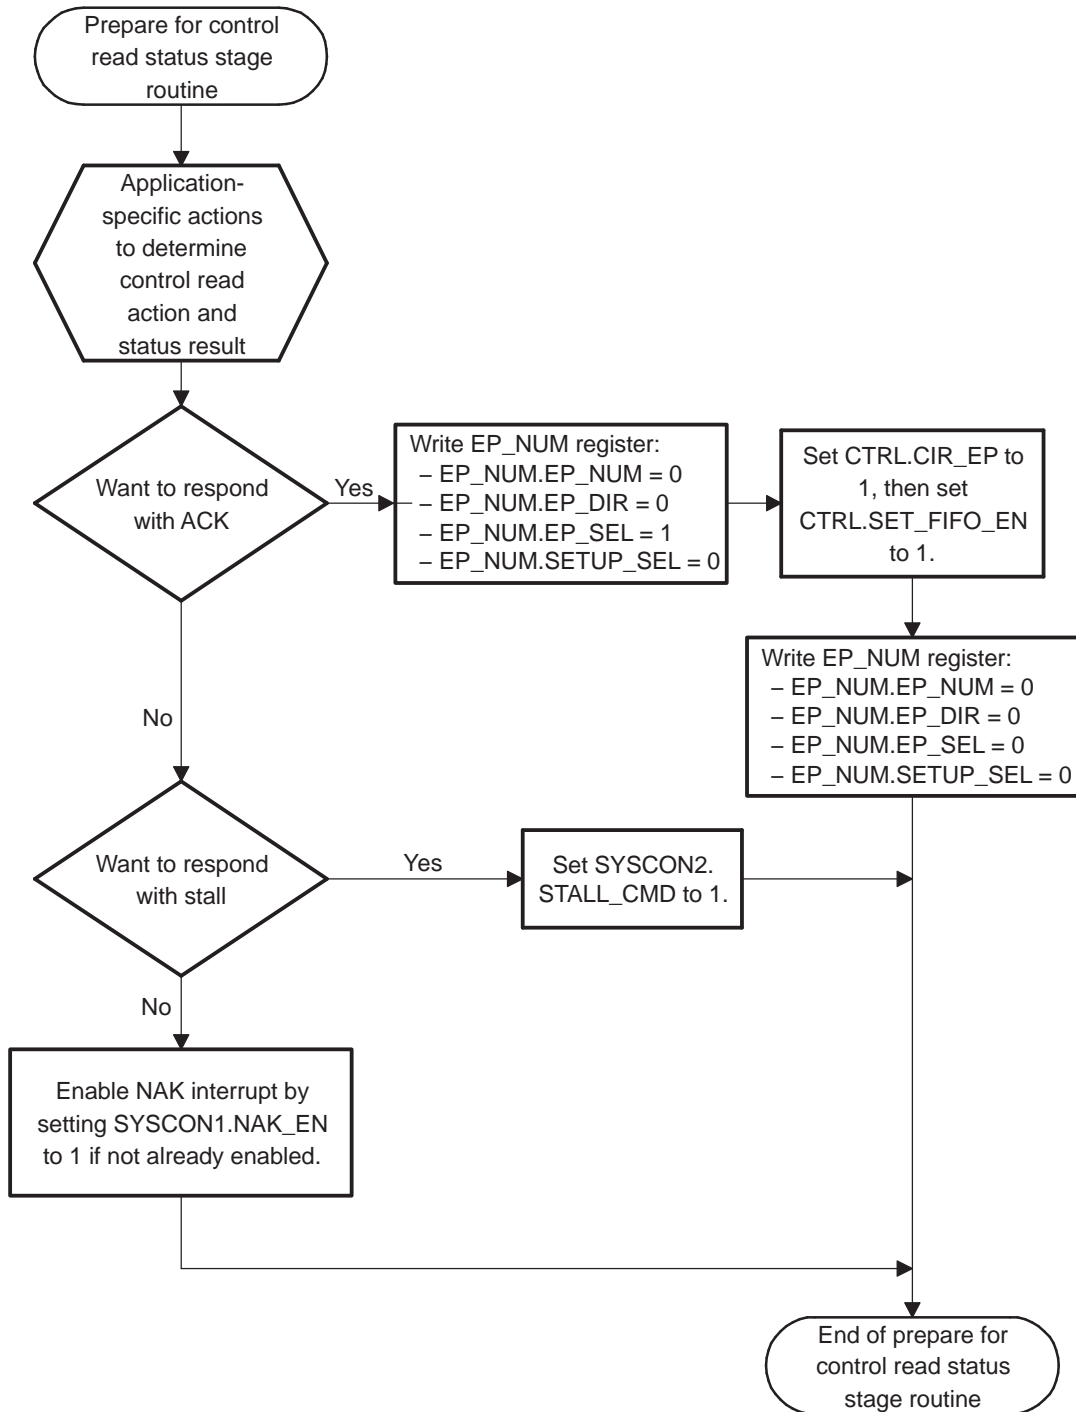 Prepare for control
read status stage
routine
Application-
specific actions
to determine
control read
action and
status result
Want to respond
with ACK
Yes
Write EP_NUM register:
– EP_NUM.EP_NUM = 0
– EP_NUM.EP_DIR = 0
– EP_NUM.EP_SEL = 1
– EP_NUM.SETUP_SEL = 0
Set CTRL.CIR_EP to
1, then set
CTRL.SET_FIFO_EN
to 1.
Write EP_NUM register:
– EP_NUM.EP_NUM = 0
– EP_NUM.EP_DIR = 0
– EP_NUM.EP_SEL = 0
– EP_NUM.SETUP_SEL = 0
No
Want to respond
with stall
Yes
Set SYSCON2.
STALL_CMD to 1.
No
Enable NAK interrupt by
setting SYSCON1.NAK_EN
to 1 if not already enabled.
End of prepare for
control read status
stage routine